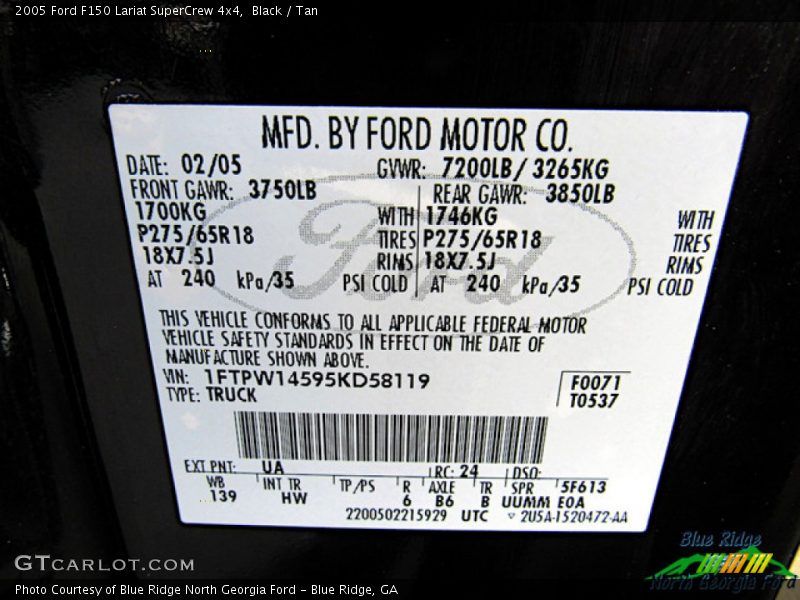 2005 Ford F150 Lariat SuperCrew 4x4,  Black / Tan
MFD. BY FORD MOTOR CO.
DATE: 02/05 GVWR: 7200LB/ 3265KG
FRONT GAWR: 3750LB REAR GAWR: 3850LB
1700KG WITH 1746KG WITH
P275/65R18 TIRES P275/65R18 TIRES
18X7.5J RIMS 18X7.5J RIMS
AT 240 kPa/35 PSI COLD AT 240 kPa/35 PSI COLD
Ford
THIS VEHICLE CONFORMS TO ALL APPLICABLE FEDERAL MOTOR
VEHICLE SAFETY STANDARDS IN EFFECT ON THE DATE OF
MANUFACTURE SHOWN ABOVE.
VIN: 1FTPW14595KD58119 F0071
TYPE: TRUCK T0537
EXT PNT: UA RC: 24 DSO:
WB INT TR TP/PS R AXLE TR SPR 5F613
139 HW 6 B6 B UUMM E0A
2200502215929 UTC 2U5A-1520472-AA
GTCARLOT.COM
Blue Ridge
North Georgia Ford
Photo Courtesy of Blue Ridge North Georgia Ford – Blue Ridge, GA